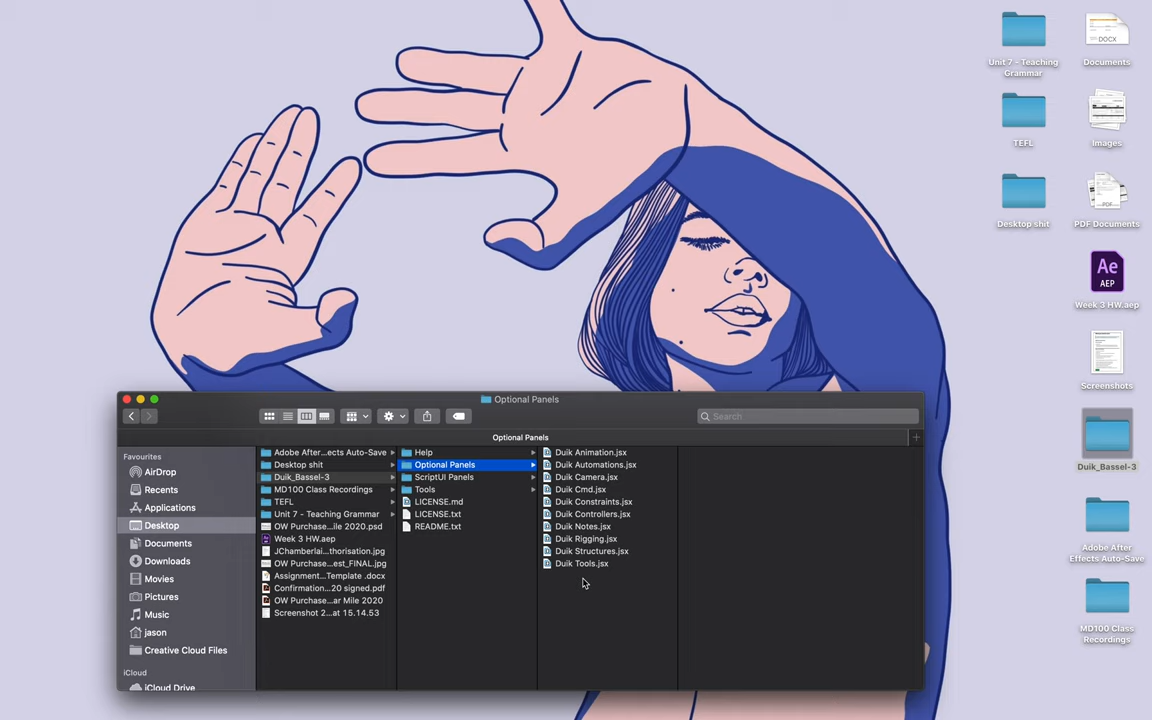 Unit 7 - Teaching
Grammar
DOCX
Documents
TEFL
Images
Desktop shit
PDF
PDF Documents
Ae
AEP
Week 3 HW.aep
Screenshots
Duik_Bassel-3
Adobe After
Effects Auto-Save
MD100 Class
Recordings
Optional Panels
Search
Optional Panels
Favourites
AirDrop
Recents
Applications
Desktop
Documents
Downloads
Movies
Pictures
Music
jason
Creative Cloud Files
iCloud
iCloud Drive
Adobe After...ects Auto-Save
Desktop shit
Duik_Bassel-3
MD100 Class Recordings
TEFL
Unit 7 - Teaching Grammar
OW Purchase...ile 2020.psd
Week 3 HW.aep
JChamberlai...thorisation.jpg
OW Purchase...est_FINAL.jpg
Assignment...Template .docx
Confirmation...20 signed.pdf
OW Purchase...ar Mile 2020
Screenshot 2...at 15.14.53
Help
Optional Panels
ScriptUI Panels
Tools
LICENSE.md
LICENSE.txt
README.txt
Duik Animation.jsx
Duik Automations.jsx
Duik Camera.jsx
Duik Cmd.jsx
Duik Constraints.jsx
Duik Controllers.jsx
Duik Notes.jsx
Duik Rigging.jsx
Duik Structures.jsx
Duik Tools.jsx